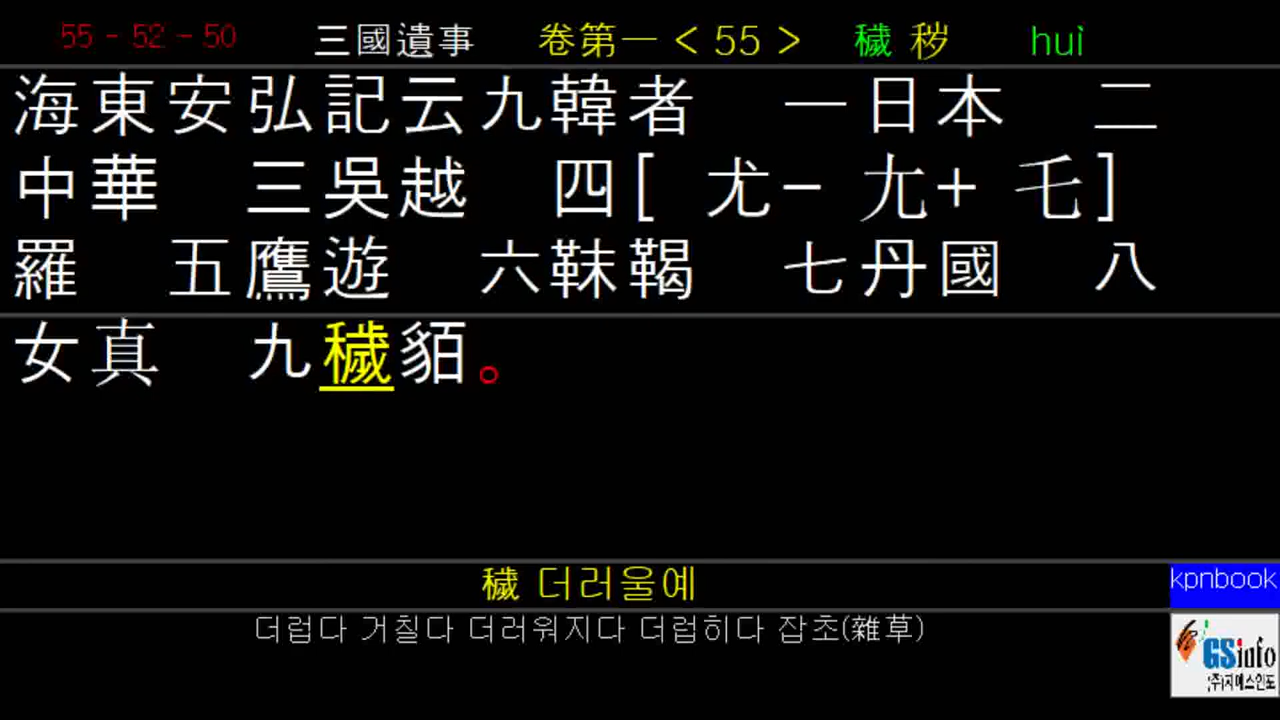 55 - 52 - 50 三國遺事 卷第一 < 55 > 穢 秽 huì
海東安弘記云九韓者 一日本 二
中華 三吳越 四[ 尤- 尢+ 乇]
羅 五鷹遊 六靺鞨 七丹國 八
女真 九穢貊。
穢 더러울예
더럽다 거칠다 더러워지다 더럽히다 잡초(雜草)
kpnbook
GSinfo
(주)지에스인포